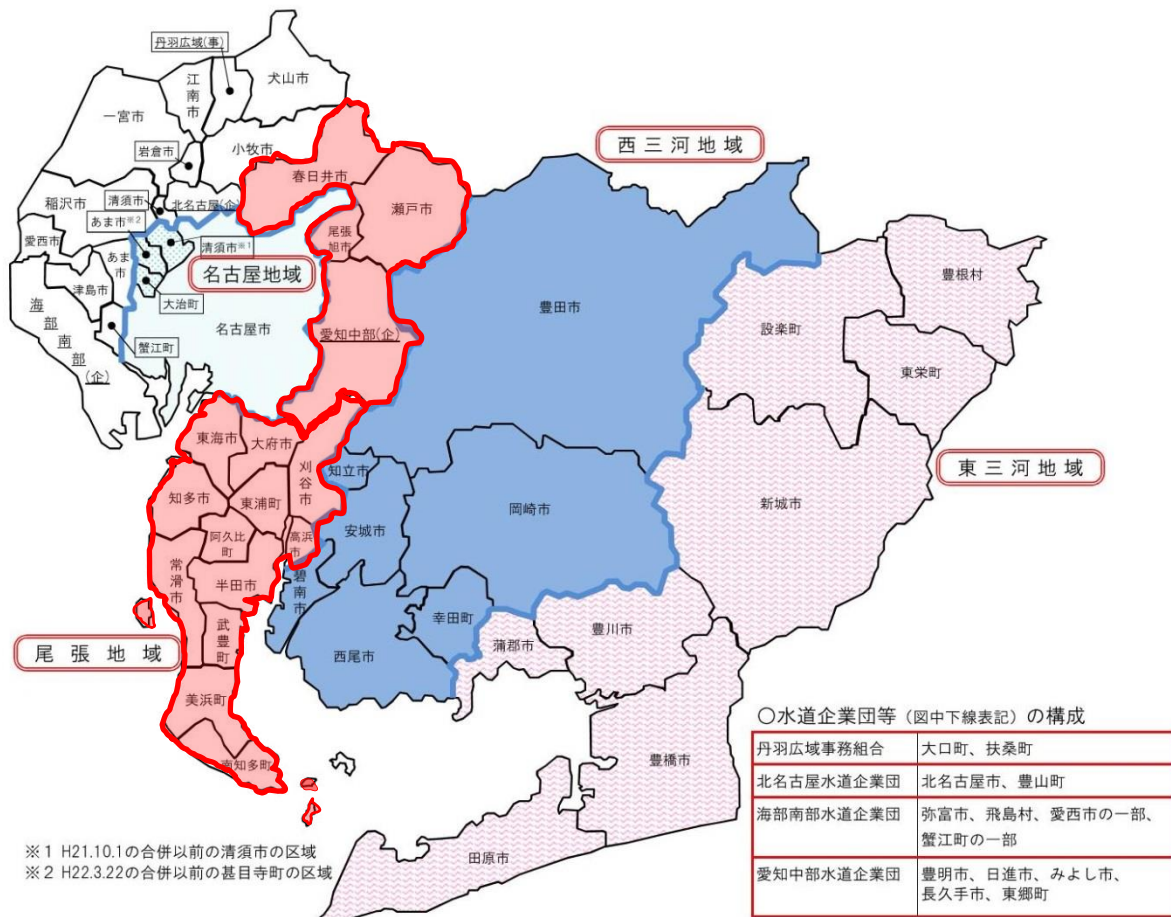 丹羽広域(事)
犬山市
江南市
一宮市
岩倉市
小牧市
西三河地域
春日井市
稲沢市
清須市
北名古屋(企)
瀬戸市
あま市※2
尾張旭市
愛西市
清須市※1
あま市
名古屋地域
豊根村
津島市
大治町
豊田市
設楽町
海部南部(企)
名古屋市
愛知中部(企)
蟹江町
東栄町
東海市
大府市
刈谷市
知立市
東三河地域
知多市
東浦町
岡崎市
新城市
阿久比町
高浜市
安城市
常滑市
半田市
碧南市
武豊町
幸田町
豊川市
尾張地域
西尾市
蒲郡市
美浜町
南知多町
豊橋市
田原市
〇水道企業団等(図中下線表記)の構成
丹羽広域事務組合 大口町、扶桑町
北名古屋水道企業団 北名古屋市、豊山町
海部南部水道企業団 弥富市、飛島村、愛西市の一部、
蟹江町の一部
愛知中部水道企業団 豊明市、日進市、みよし市、
長久手市、東郷町
※1 H21.10.1の合併以前の清須市の区域
※2 H22.3.22の合併以前の甚目寺町の区域